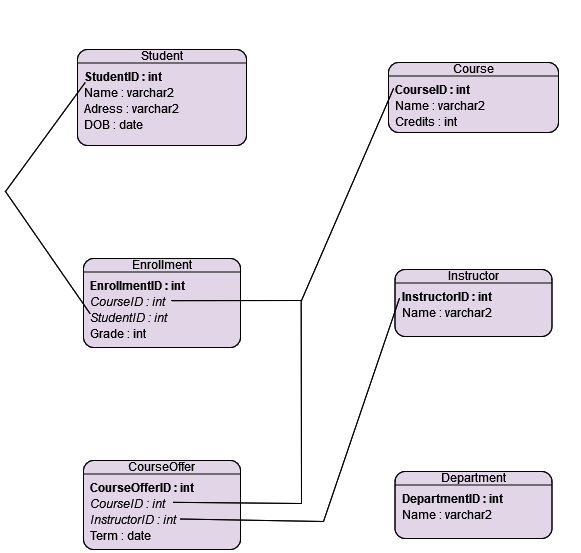 Student
StudentID : int
Name : varchar2
Adress : varchar2
DOB : date
Course
CourseID : int
Name : varchar2
Credits : int
Enrollment
EnrollmentID : int
CourseID : int
StudentID : int
Grade : int
Instructor
InstructorID : int
Name : varchar2
CourseOffer
CourseOfferID : int
CourseID : int
InstructorID : int
Term : date
Department
DepartmentID : int
Name : varchar2